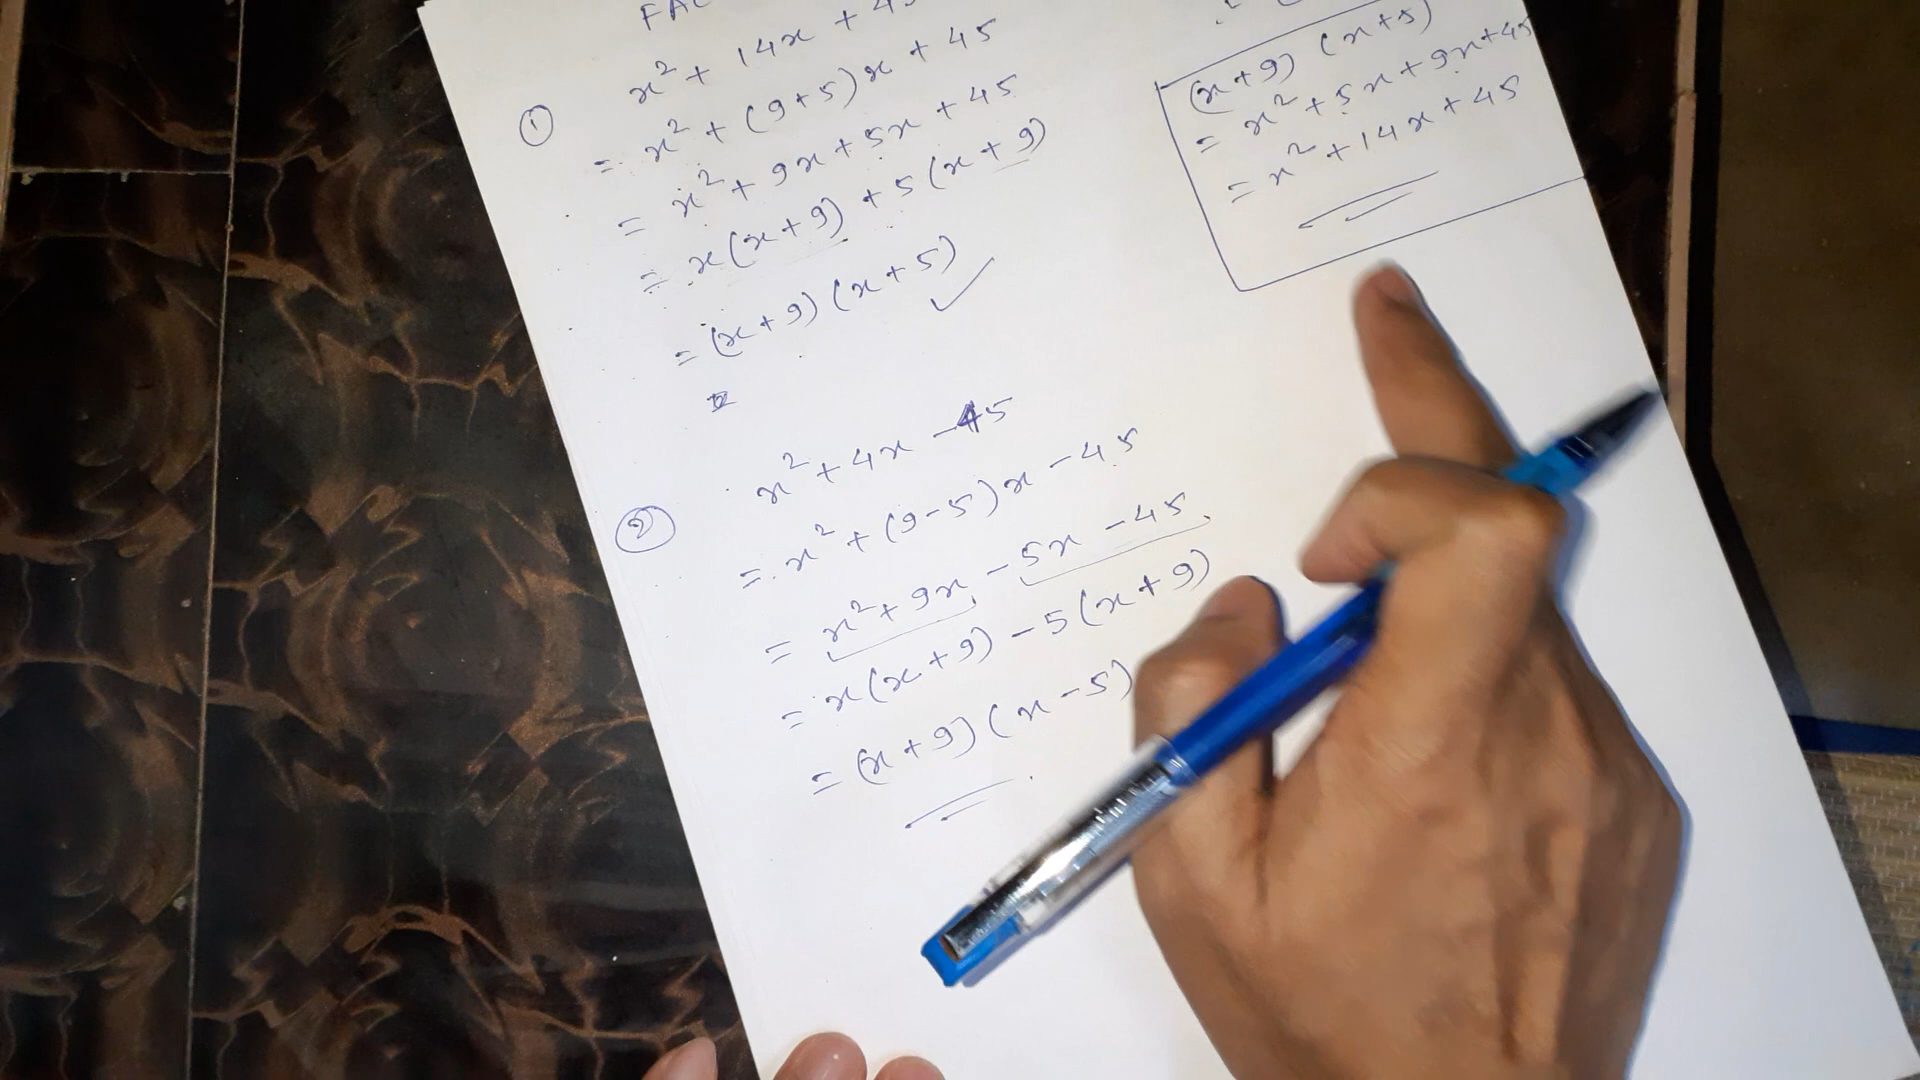 FAC
①
x² + 14x + 45
= x² + (9+5)x + 45
= x² + 9x + 5x + 45
= x(x+9) + 5(x+9)
= (x+9) (x+5)
(x+9) (x+5)
= x² + 5x + 9x + 45
= x² + 14x + 45
②
x² + 4x - 45
= x² + (9-5)x - 45
= x² + 9x - 5x - 45
= x(x+9) - 5(x+9)
= (x+9) (x-5)